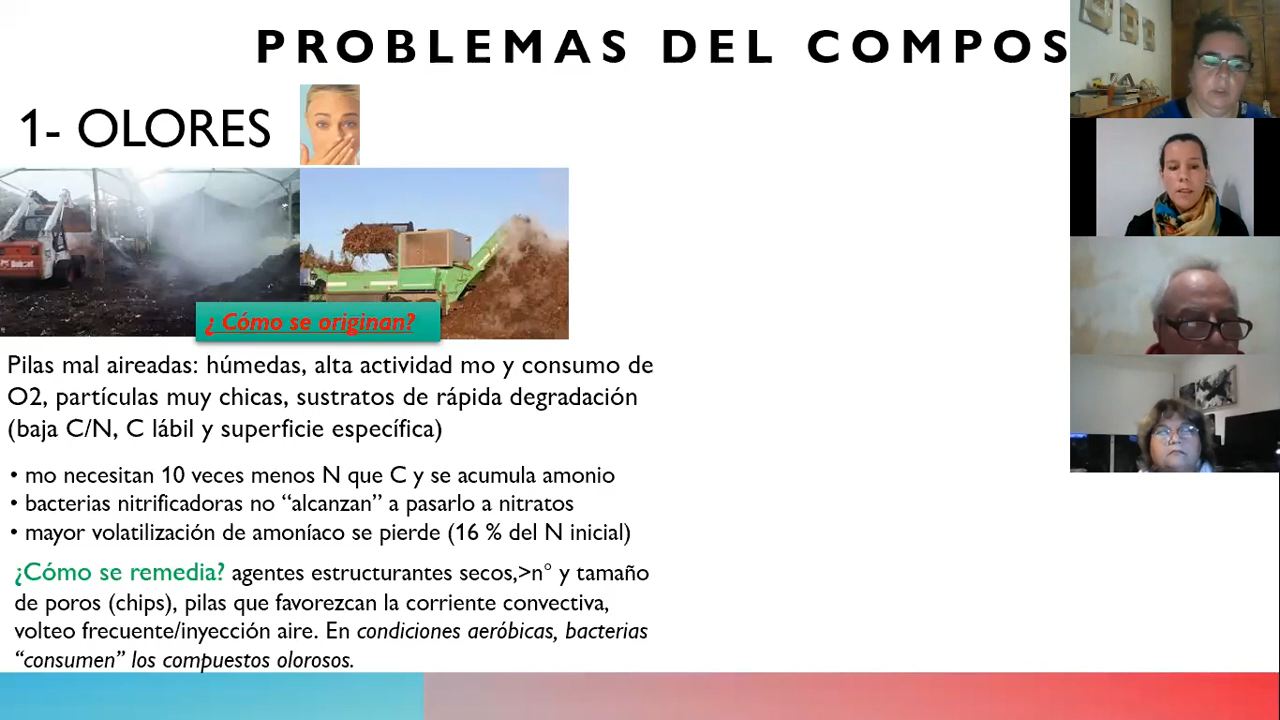 PROBLEMAS DEL COMPOS
1- OLORES
Bobcat
¿ Cómo se originan?
Pilas mal aireadas: húmedas, alta actividad mo y consumo de
O2, partículas muy chicas, sustratos de rápida degradación
(baja C/N, C lábil y superficie específica)
• mo necesitan 10 veces menos N que C y se acumula amonio
• bacterias nitrificadoras no “alcanzan” a pasarlo a nitratos
• mayor volatilización de amoníaco se pierde (16 % del N inicial)
¿Cómo se remedia? agentes estructurantes secos,>n° y tamaño
de poros (chips), pilas que favorezcan la corriente convectiva,
volteo frecuente/inyección aire. En condiciones aeróbicas, bacterias
“consumen” los compuestos olorosos.